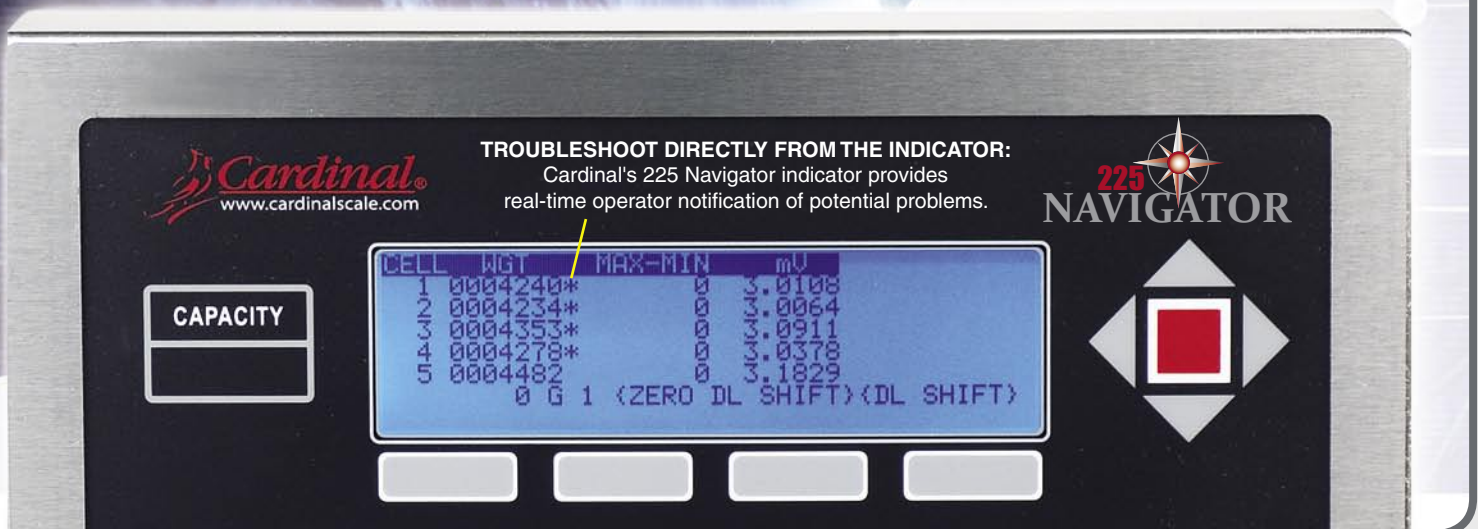 Cardinal®
www.cardinalscale.com
TROUBLESHOOT DIRECTLY FROM THE INDICATOR:
Cardinal's 225 Navigator indicator provides
real-time operator notification of potential problems.
225
NAVIGATOR
CAPACITY
CELL WGT MAX-MIN mV
1 0004240* 0 3.0108
2 0004234* 0 3.0064
3 0004353* 0 3.0911
4 0004278* 0 3.0378
5 0004482 0 3.1829
0 G 1 {ZERO DL SHIFT}{DL SHIFT}